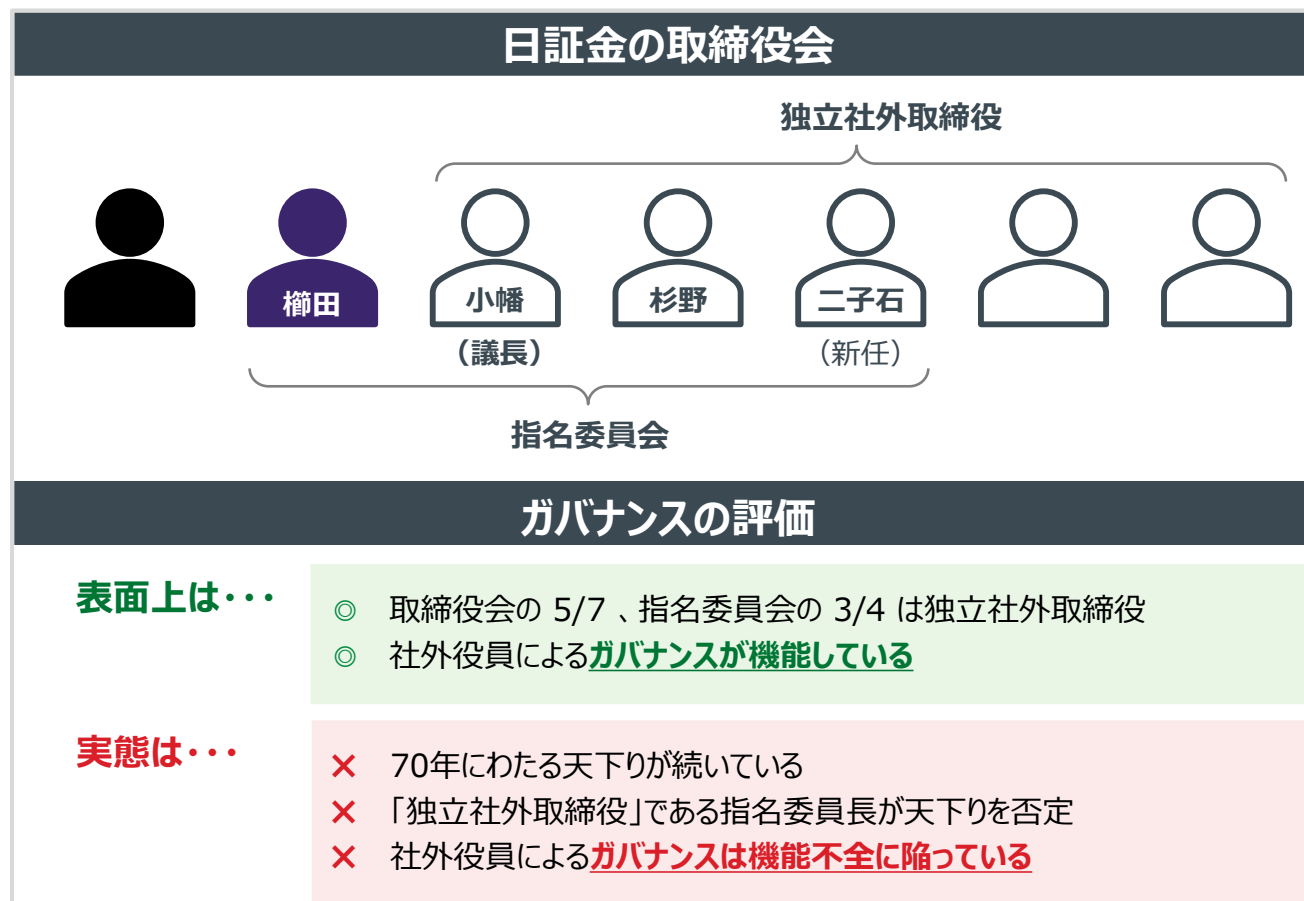 日証金の取締役会
独立社外取締役
櫛田
小幡
杉野
二子石
（議長）
（新任）
指名委員会
ガバナンスの評価
表面上は・・・
◎ 取締役会の 5/7 、指名委員会の 3/4 は独立社外取締役
◎ 社外役員によるガバナンスが機能している
実態は・・・
✕ 70年にわたる天下りが続いている
✕ 「独立社外取締役」である指名委員長が天下りを否定
✕ 社外役員によるガバナンスは機能不全に陥っている